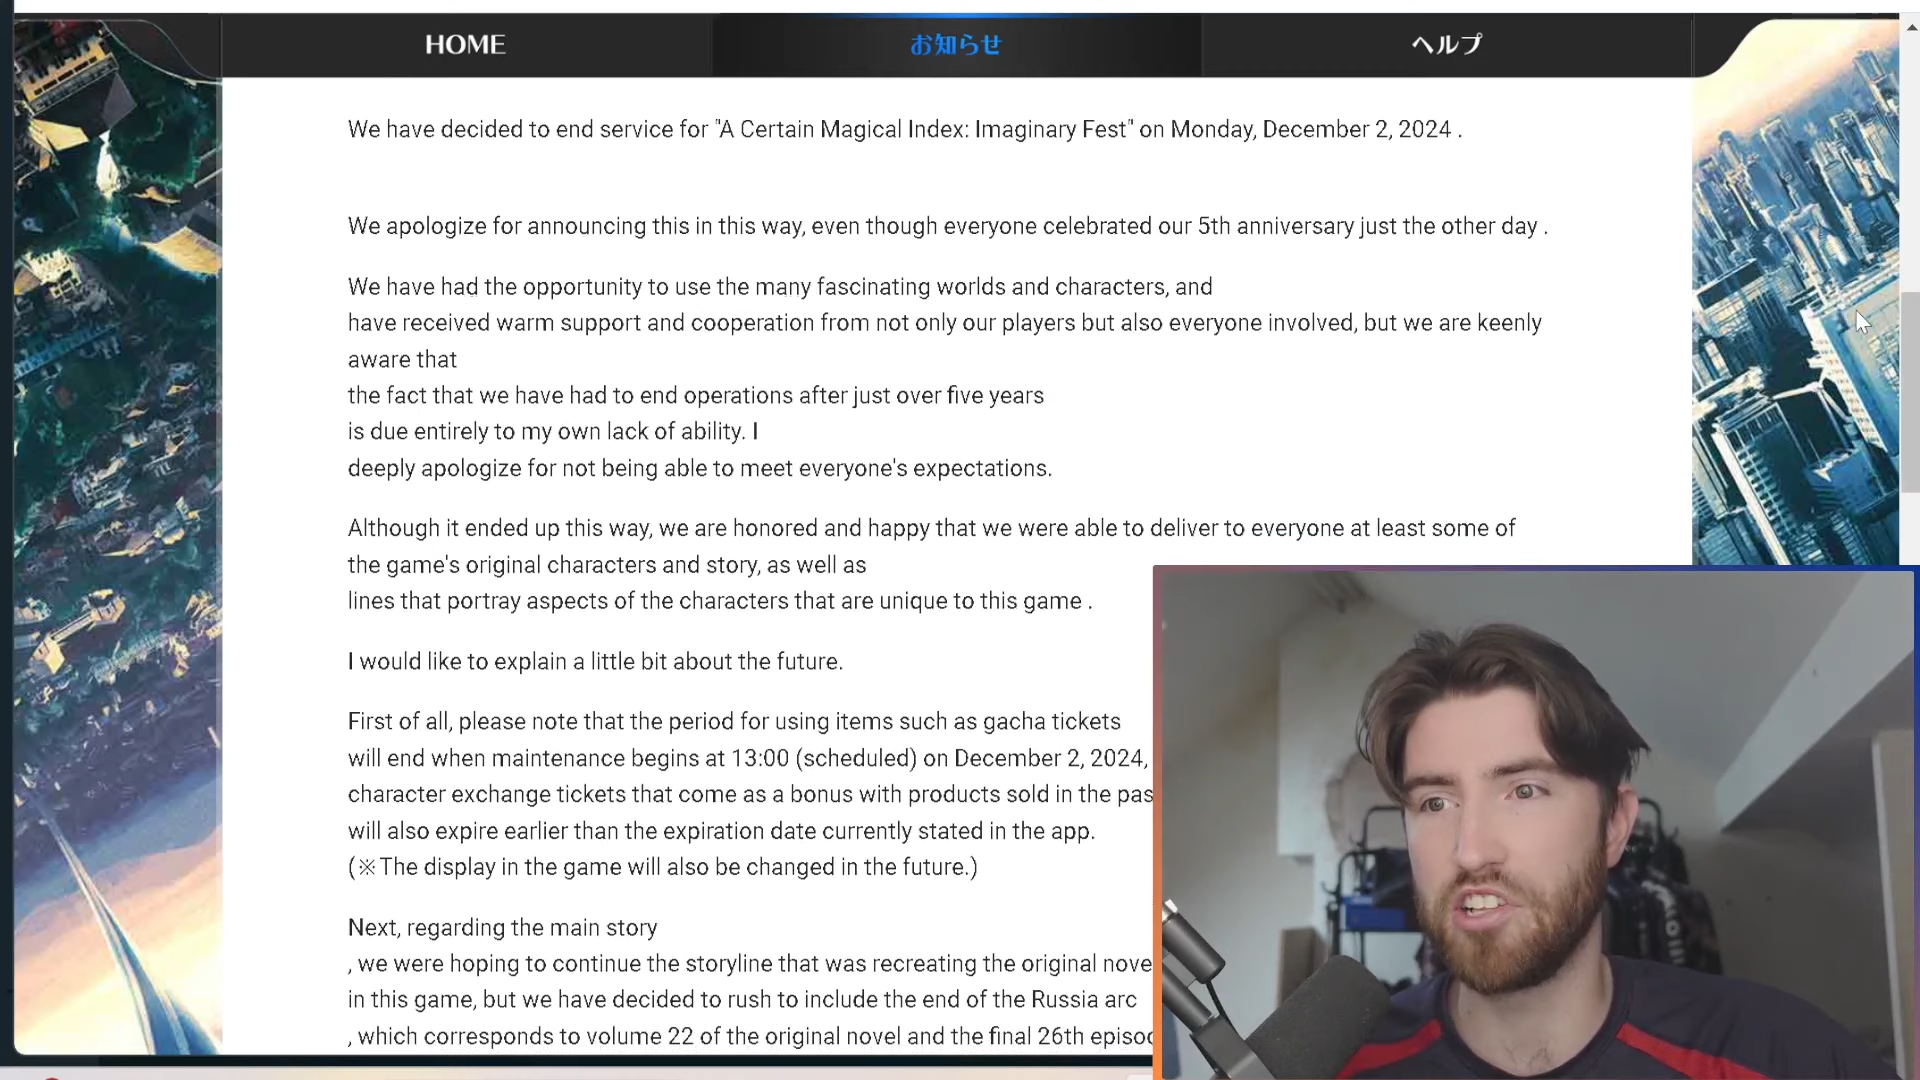 HOME
お知らせ
ヘルプ
We have decided to end service for "A Certain Magical Index: Imaginary Fest" on Monday, December 2, 2024 .
We apologize for announcing this in this way, even though everyone celebrated our 5th anniversary just the other day .
We have had the opportunity to use the many fascinating worlds and characters, and
have received warm support and cooperation from not only our players but also everyone involved, but we are keenly
aware that
the fact that we have had to end operations after just over five years
is due entirely to my own lack of ability. I
deeply apologize for not being able to meet everyone's expectations.
Although it ended up this way, we are honored and happy that we were able to deliver to everyone at least some of
the game's original characters and story, as well as
lines that portray aspects of the characters that are unique to this game .
I would like to explain a little bit about the future.
First of all, please note that the period for using items such as gacha tickets
will end when maintenance begins at 13:00 (scheduled) on December 2, 2024,
character exchange tickets that come as a bonus with products sold in the pas
will also expire earlier than the expiration date currently stated in the app.
(※The display in the game will also be changed in the future.)
Next, regarding the main story
, we were hoping to continue the storyline that was recreating the original nove
in this game, but we have decided to rush to include the end of the Russia arc
, which corresponds to volume 22 of the original novel and the final 26th episo